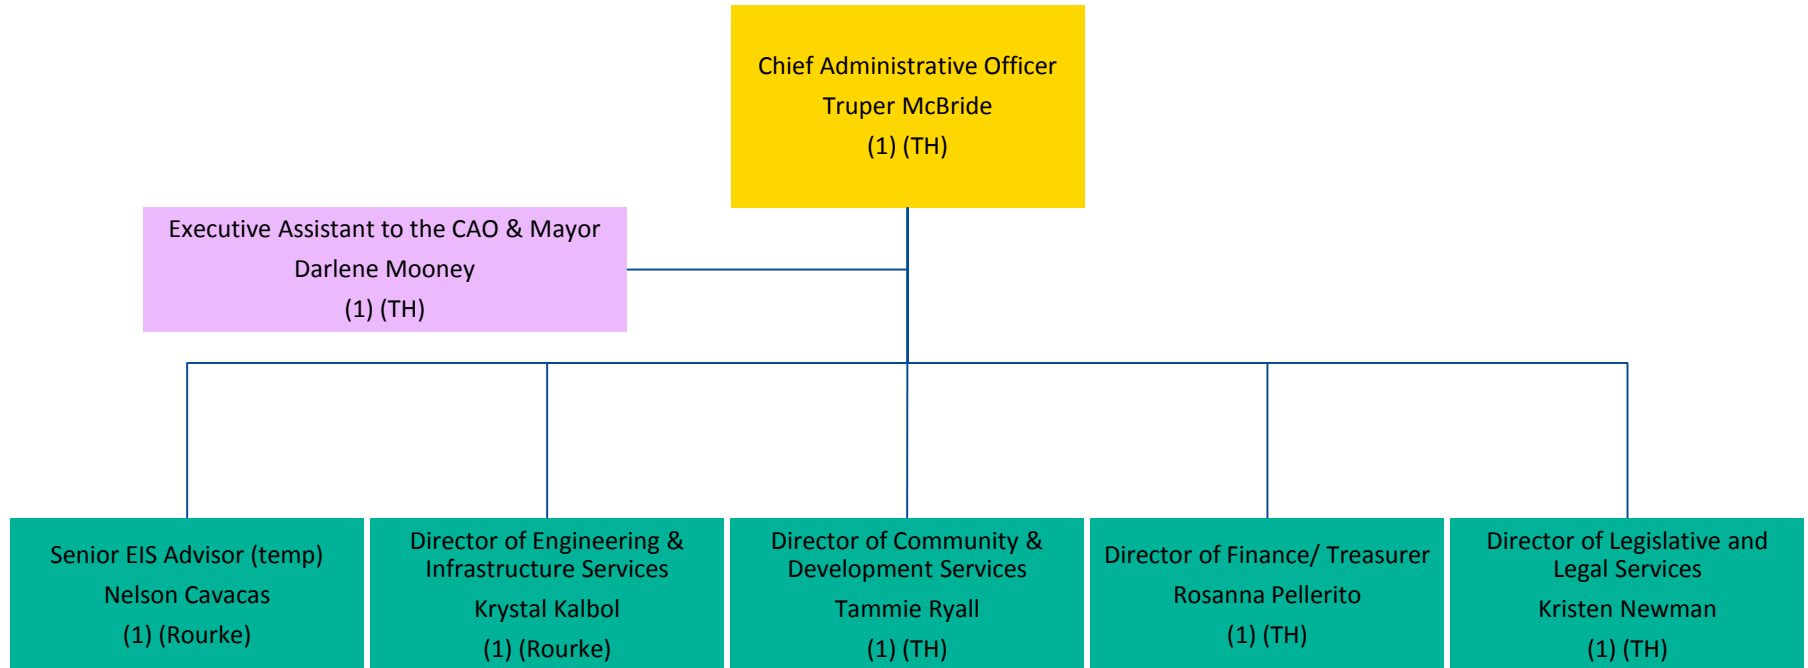 Chief Administrative Officer
Truper McBride
(1) (TH)
Executive Assistant to the CAO & Mayor
Darlene Mooney
(1) (TH)
Senior EIS Advisor (temp)
Nelson Cavacas
(1) (Rourke)
Director of Engineering &
Infrastructure Services
Krystal Kalbol
(1) (Rourke)
Director of Community &
Development Services
Tammie Ryall
(1) (TH)
Director of Finance/ Treasurer
Rosanna Pellerito
(1) (TH)
Director of Legislative and
Legal Services
Kristen Newman
(1) (TH)